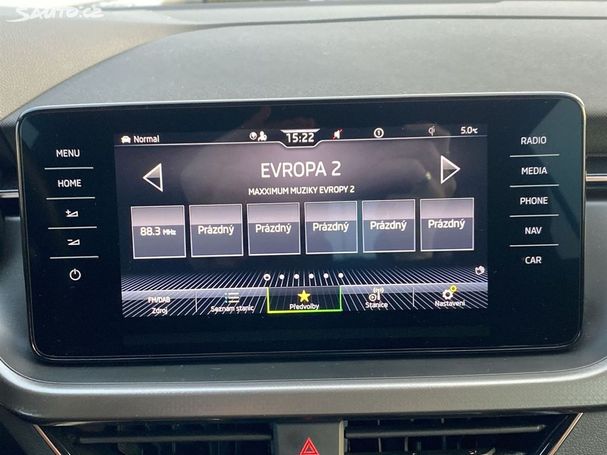 Sauto.cz
MENU
HOME
Normal
15:22
5.0°C
EVROPA 2
MAXXIMUM MUZIKY EVROPY 2
88.3 MHz
Prázdný
Prázdný
Prázdný
Prázdný
Prázdný
FM/DAB
Zdroj
Seznam stanic
Předvolby
Stanice
Nastavení
RADIO
MEDIA
PHONE
NAV
CAR